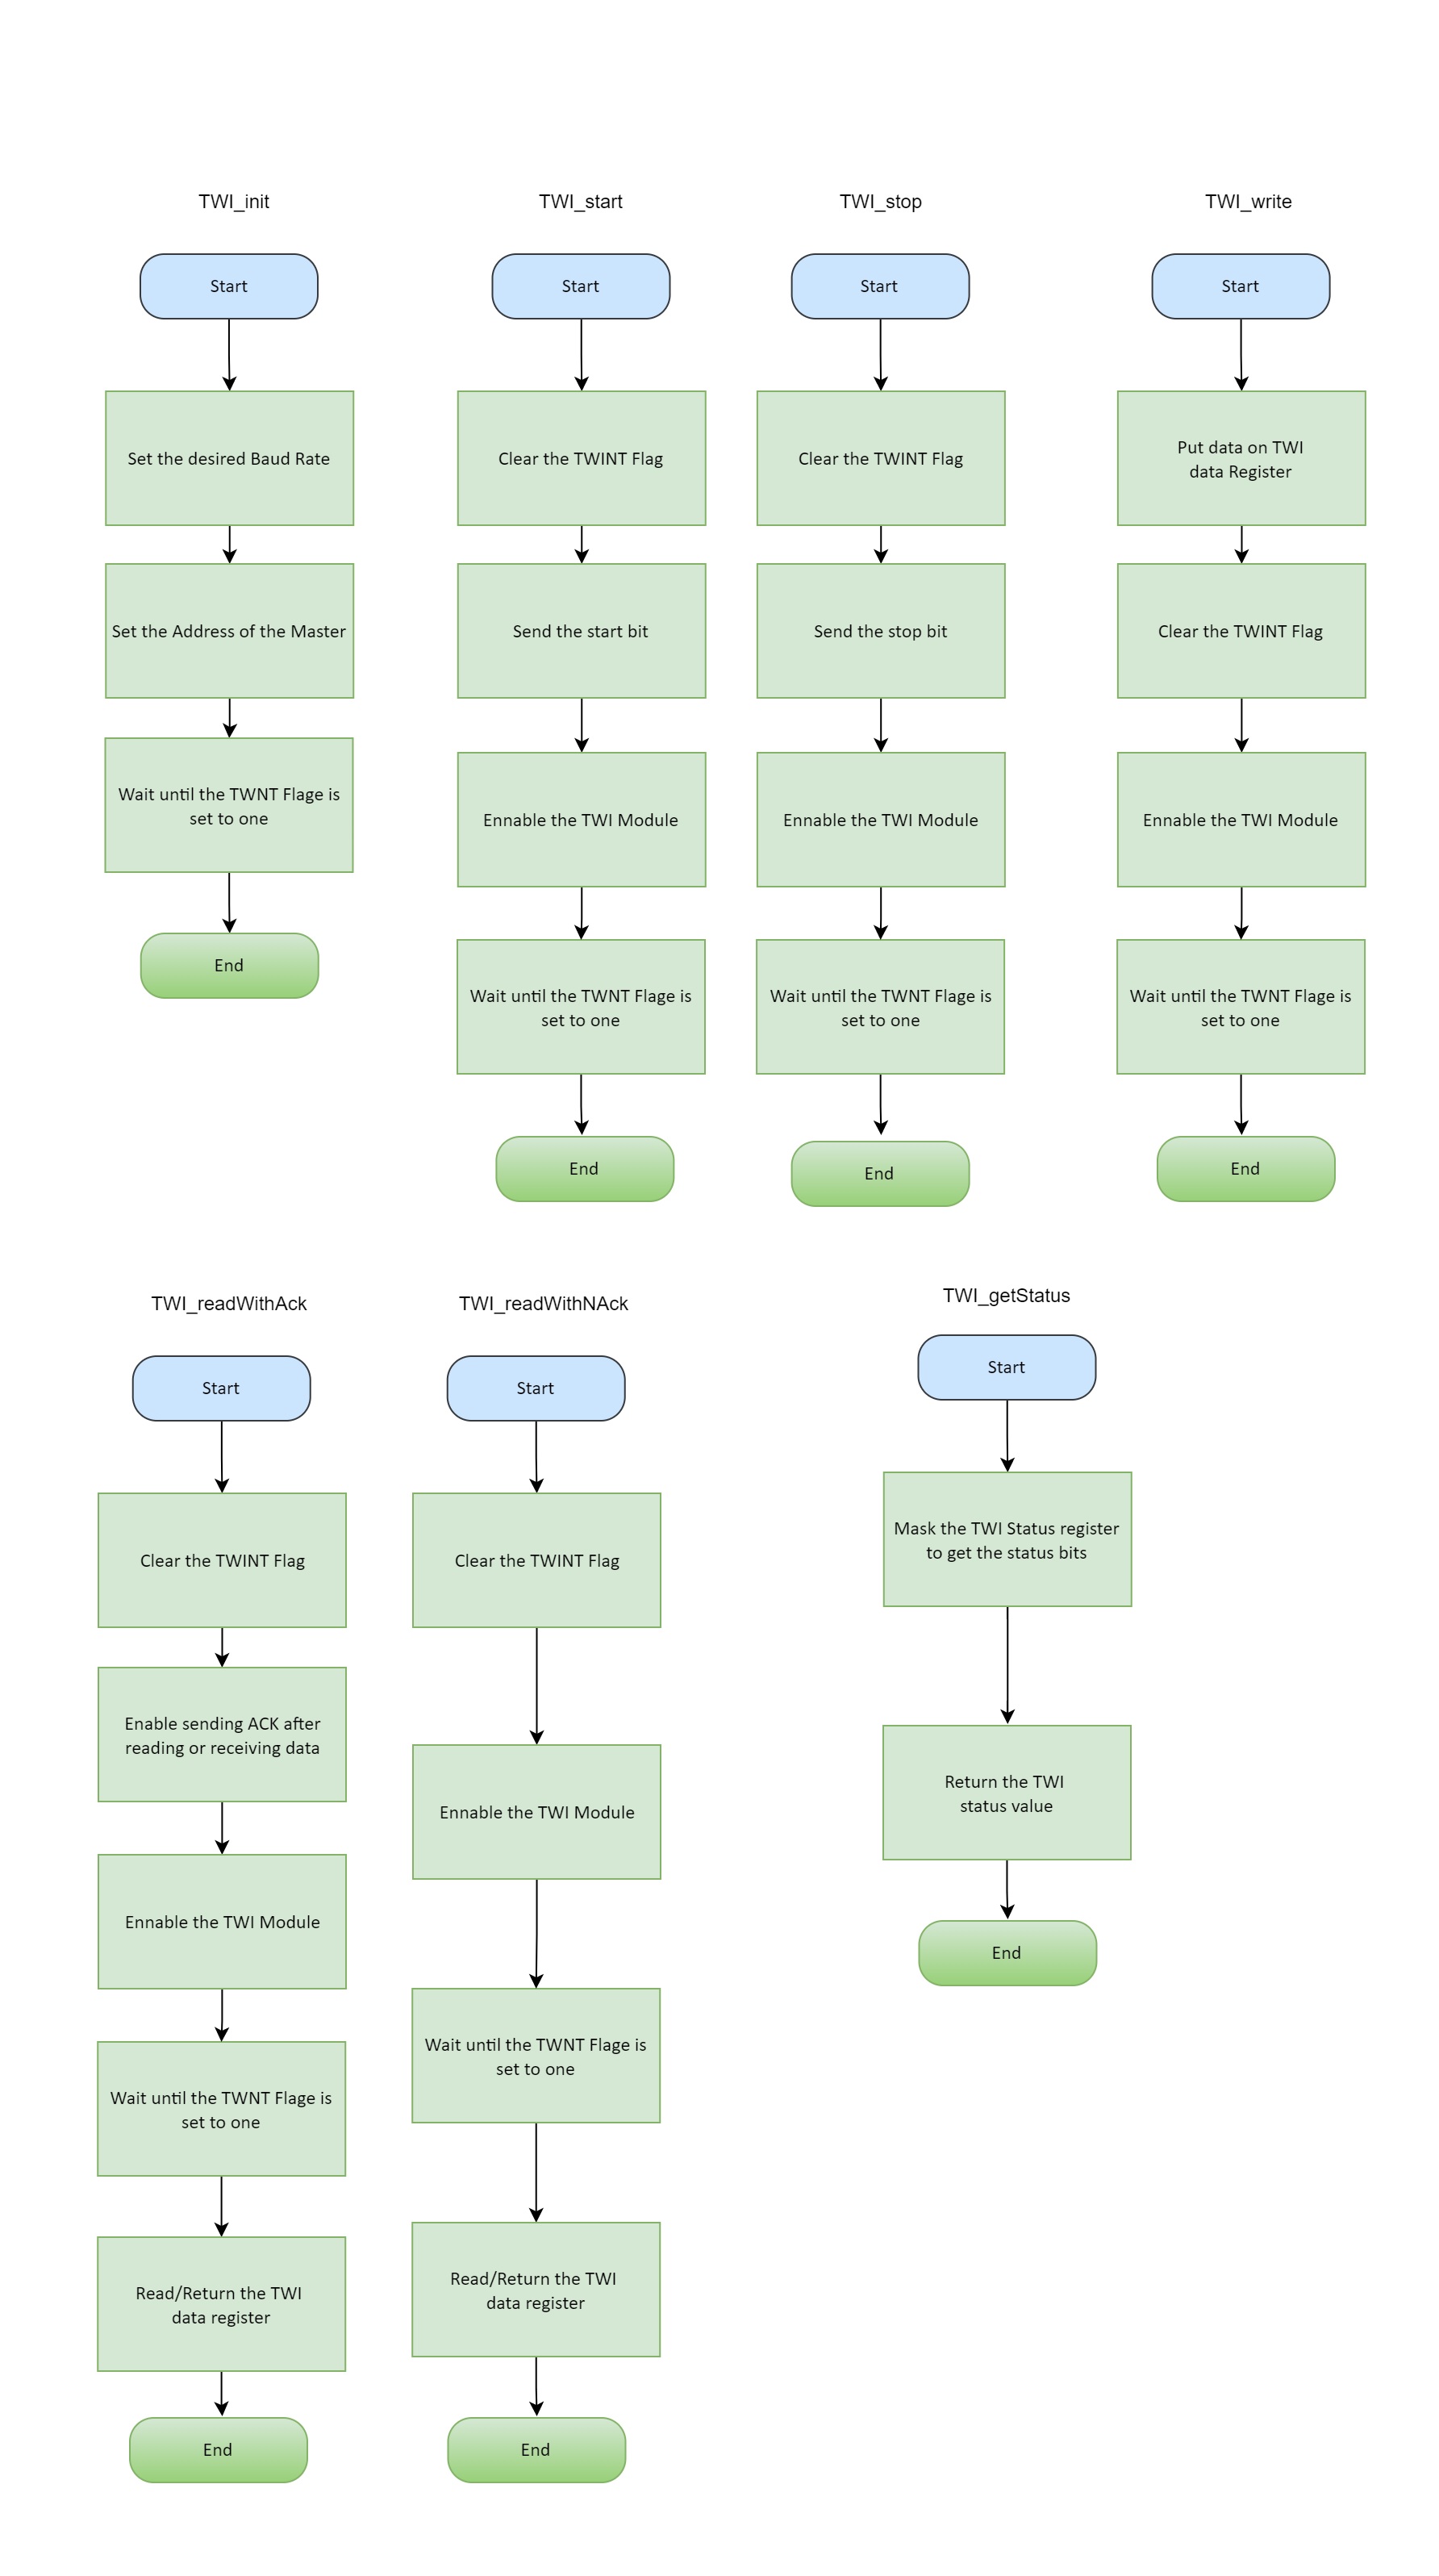 TWI_init
Start
Set the desired Baud Rate
Set the Address of the Master
Wait until the TWNT Flage is
set to one
End
TWI_start
Start
Clear the TWINT Flag
Send the start bit
Ennable the TWI Module
Wait until the TWNT Flage is
set to one
End
TWI_stop
Start
Clear the TWINT Flag
Send the stop bit
Ennable the TWI Module
Wait until the TWNT Flage is
set to one
End
TWI_write
Start
Put data on TWI
data Register
Clear the TWINT Flag
Ennable the TWI Module
Wait until the TWNT Flage is
set to one
End
TWI_readWithAck
Start
Clear the TWINT Flag
Enable sending ACK after
reading or receiving data
Ennable the TWI Module
Wait until the TWNT Flage is
set to one
Read/Return the TWI
data register
End
TWI_readWithNAck
Start
Clear the TWINT Flag
Ennable the TWI Module
Wait until the TWNT Flage is
set to one
Read/Return the TWI
data register
End
TWI_getStatus
Start
Mask the TWI Status register
to get the status bits
Return the TWI
status value
End